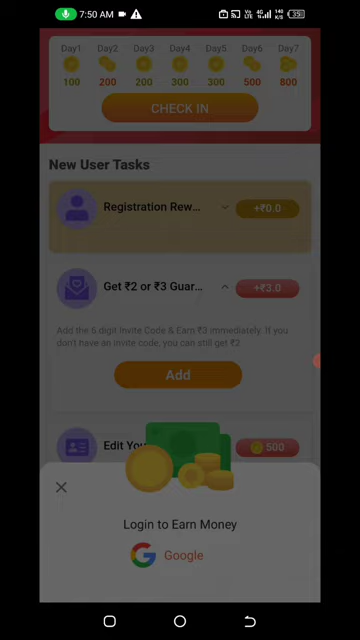 7:50 AM
Day1 Day2 Day3 Day4 Day5 Day6 Day7
100 200 200 300 300 500 800
CHECK IN
New User Tasks
Registration Rew... +₹0.0
Get ₹2 or ₹3 Guar... +₹3.0
Add the 6 digit Invite Code & Earn ₹3 immediately. If you
don't have an invite code, you can still get ₹2
Add
Edit You 500
Login to Earn Money
Google